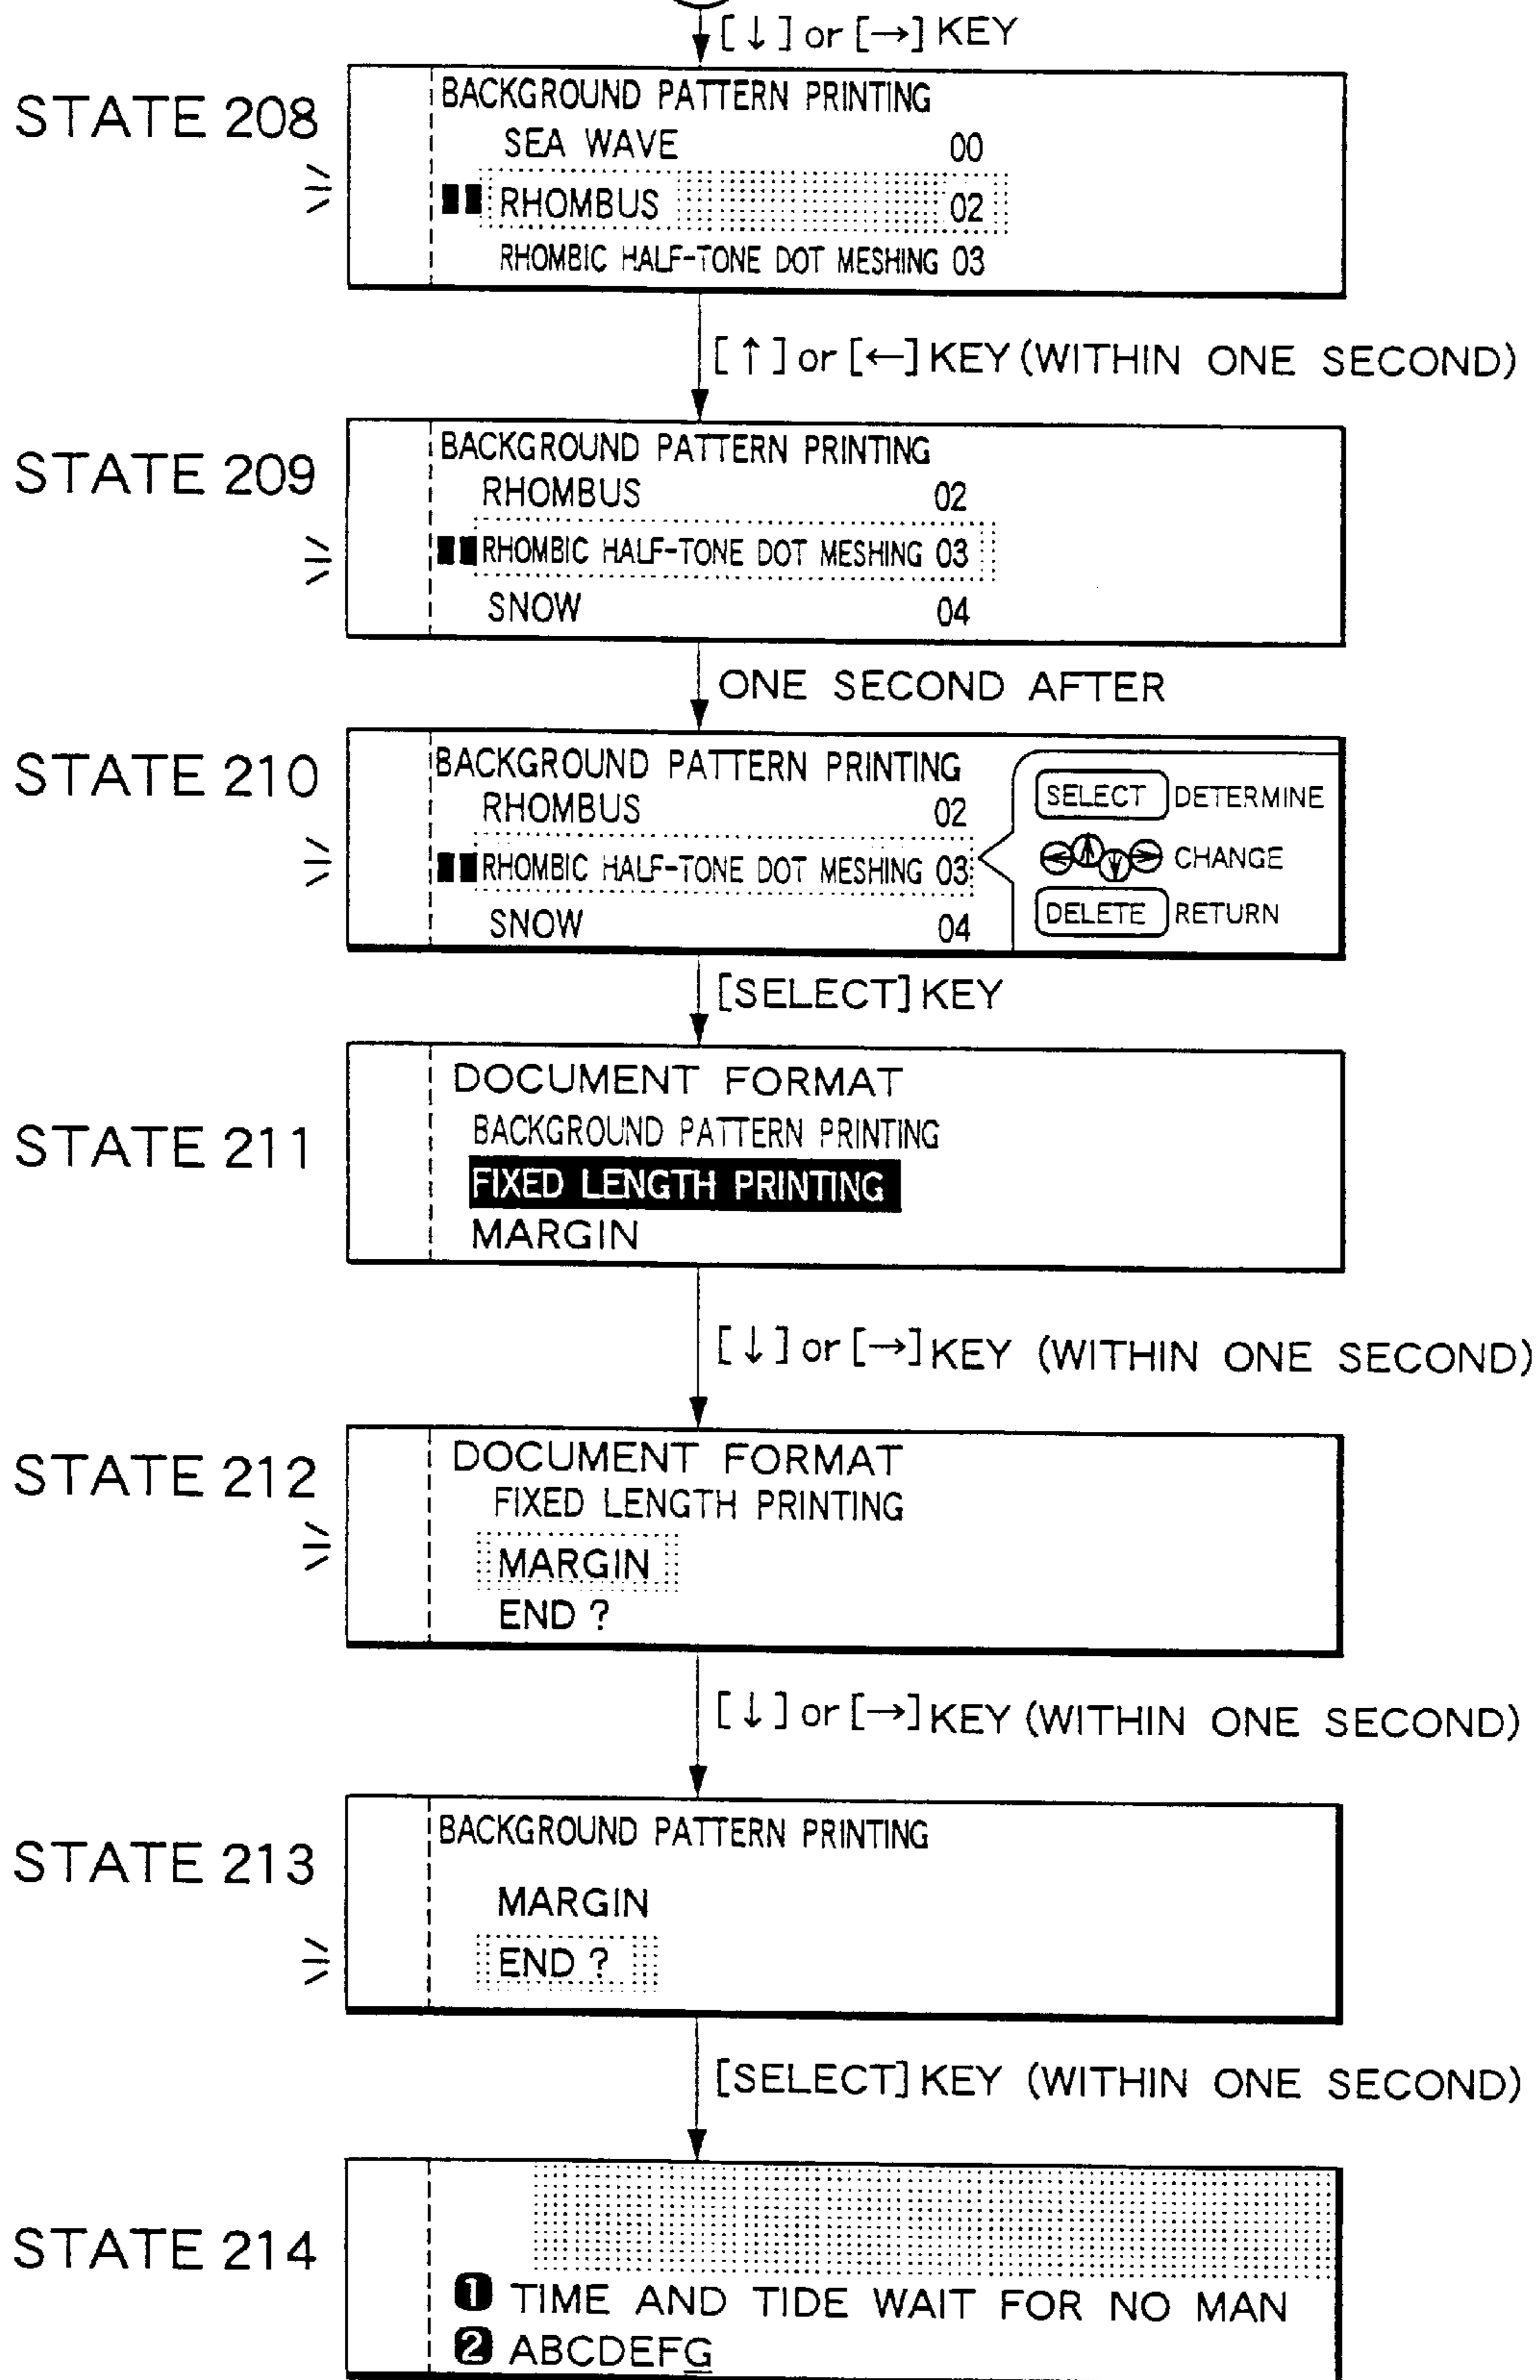 [↓] or [→] KEY
STATE 208
BACKGROUND PATTERN PRINTING
SEA WAVE 00
RHOMBUS 02
RHOMBIC HALF-TONE DOT MESHING 03
[↑] or [←] KEY (WITHIN ONE SECOND)
STATE 209
BACKGROUND PATTERN PRINTING
RHOMBUS 02
RHOMBIC HALF-TONE DOT MESHING 03
SNOW 04
ONE SECOND AFTER
STATE 210
BACKGROUND PATTERN PRINTING
RHOMBUS 02
RHOMBIC HALF-TONE DOT MESHING 03
SNOW 04
SELECT DETERMINE
←↑↓→ CHANGE
DELETE RETURN
[SELECT] KEY
STATE 211
DOCUMENT FORMAT
BACKGROUND PATTERN PRINTING
FIXED LENGTH PRINTING
MARGIN
[↓] or [→] KEY (WITHIN ONE SECOND)
STATE 212
DOCUMENT FORMAT
FIXED LENGTH PRINTING
MARGIN
END ?
[↓] or [→] KEY (WITHIN ONE SECOND)
STATE 213
BACKGROUND PATTERN PRINTING
MARGIN
END ?
[SELECT] KEY (WITHIN ONE SECOND)
STATE 214
1 TIME AND TIDE WAIT FOR NO MAN
2 ABCDEFG